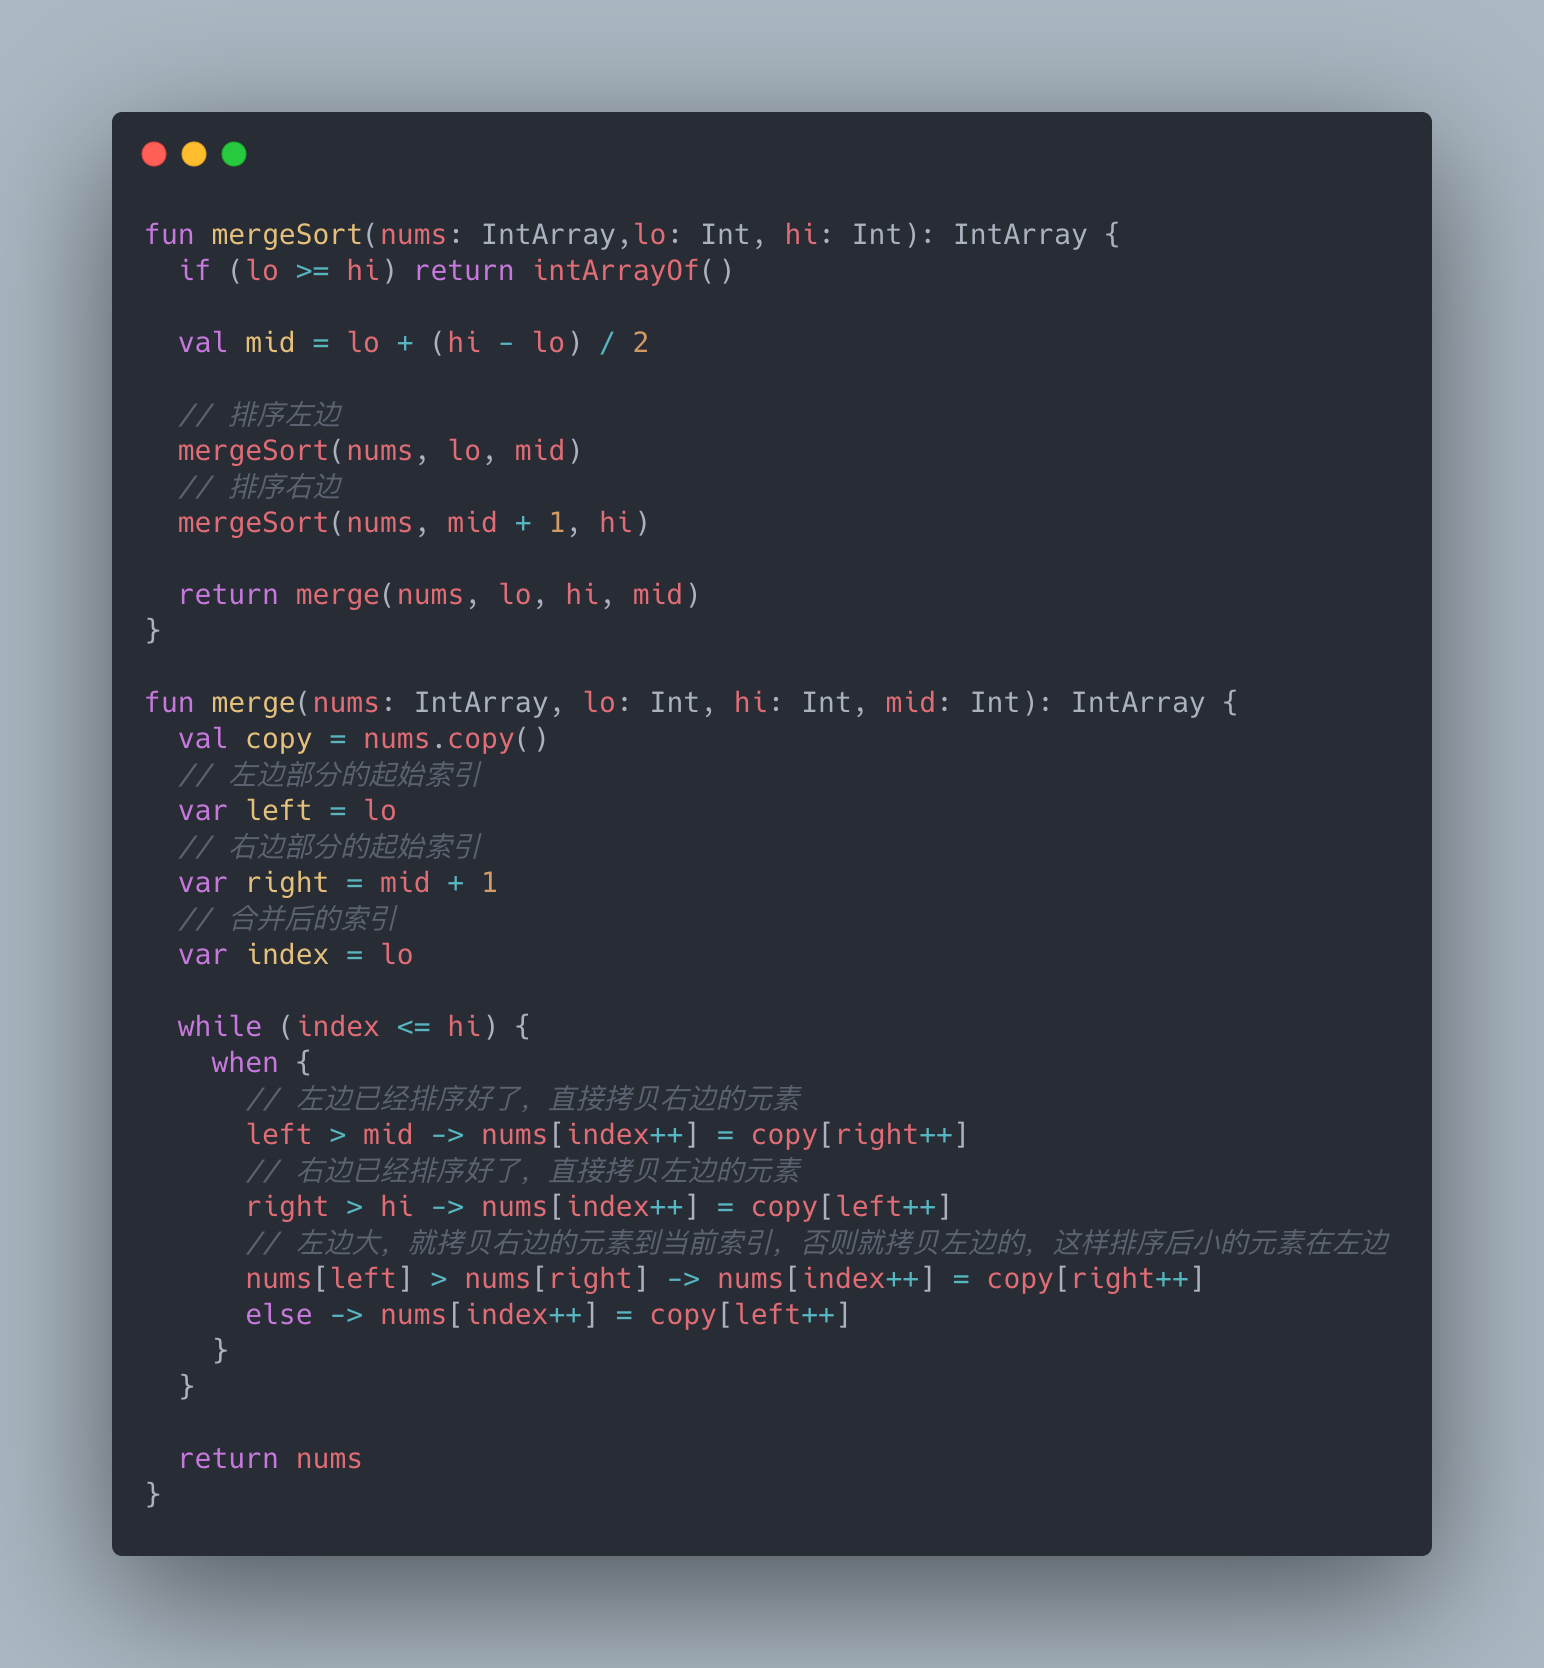 fun mergeSort(nums: IntArray,lo: Int, hi: Int): IntArray {
  if (lo >= hi) return intArrayOf()

  val mid = lo + (hi - lo) / 2

  // 排序左边
  mergeSort(nums, lo, mid)
  // 排序右边
  mergeSort(nums, mid + 1, hi)

  return merge(nums, lo, hi, mid)
}

fun merge(nums: IntArray, lo: Int, hi: Int, mid: Int): IntArray {
  val copy = nums.copy()
  // 左边部分的起始索引
  var left = lo
  // 右边部分的起始索引
  var right = mid + 1
  // 合并后的索引
  var index = lo

  while (index <= hi) {
    when {
      // 左边已经排序好了，直接拷贝右边的元素
      left > mid -> nums[index++] = copy[right++]
      // 右边已经排序好了，直接拷贝左边的元素
      right > hi -> nums[index++] = copy[left++]
      // 左边大，就拷贝右边的元素到当前索引，否则就拷贝左边的，这样排序后小的元素在左边
      nums[left] > nums[right] -> nums[index++] = copy[right++]
      else -> nums[index++] = copy[left++]
    }
  }

  return nums
}